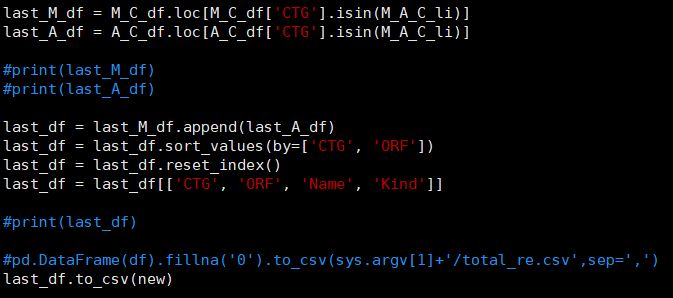 last_M_df = M_C_df.loc[M_C_df['CTG'].isin(M_A_C_li)]
last_A_df = A_C_df.loc[A_C_df['CTG'].isin(M_A_C_li)]
#print(last_M_df)
#print(last_A_df)
last_df = last_M_df.append(last_A_df)
last_df = last_df.sort_values(by=['CTG', 'ORF'])
last_df = last_df.reset_index()
last_df = last_df[['CTG', 'ORF', 'Name', 'Kind']]
#print(last_df)
#pd.DataFrame(df).fillna('0').to_csv(sys.argv[1]+'/total_re.csv',sep=',')
last_df.to_csv(new)